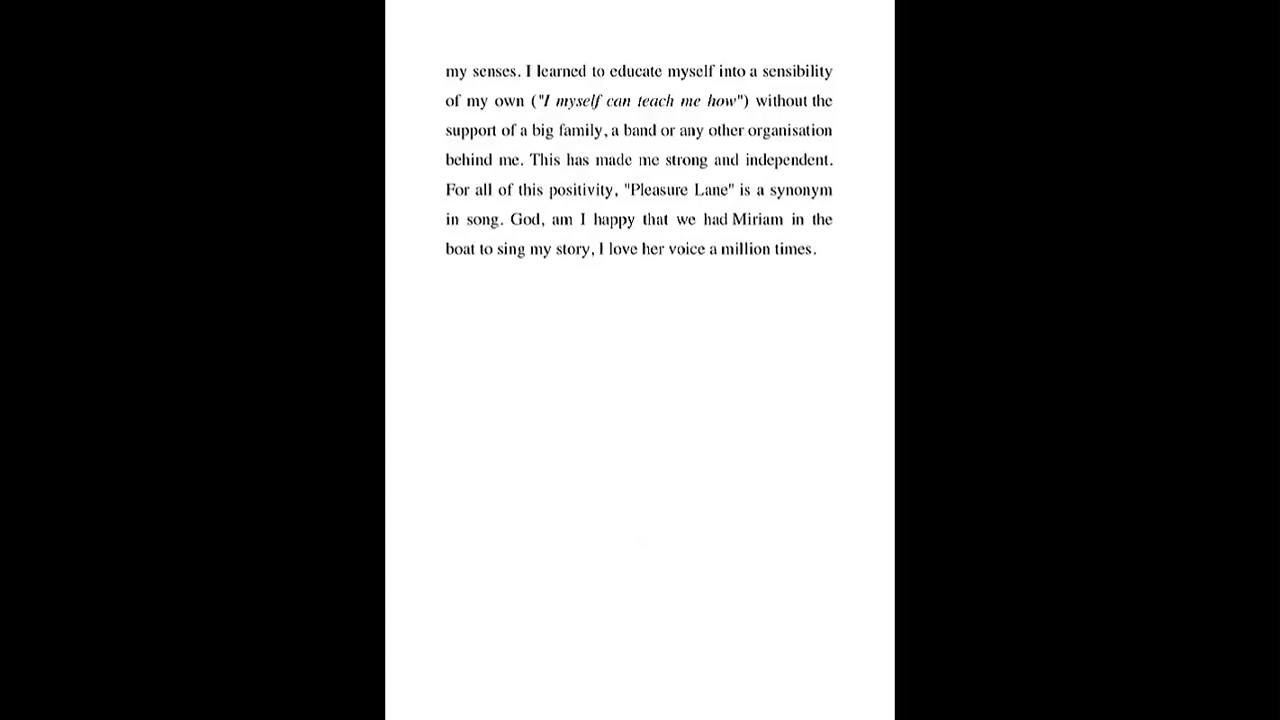 my senses. I learned to educate myself into a sensibility
of my own ("I myself can teach me how") without the
support of a big family, a band or any other organisation
behind me. This has made me strong and independent.
For all of this positivity, "Pleasure Lane" is a synonym
in song. God, am I happy that we had Miriam in the
boat to sing my story, I love her voice a million times.